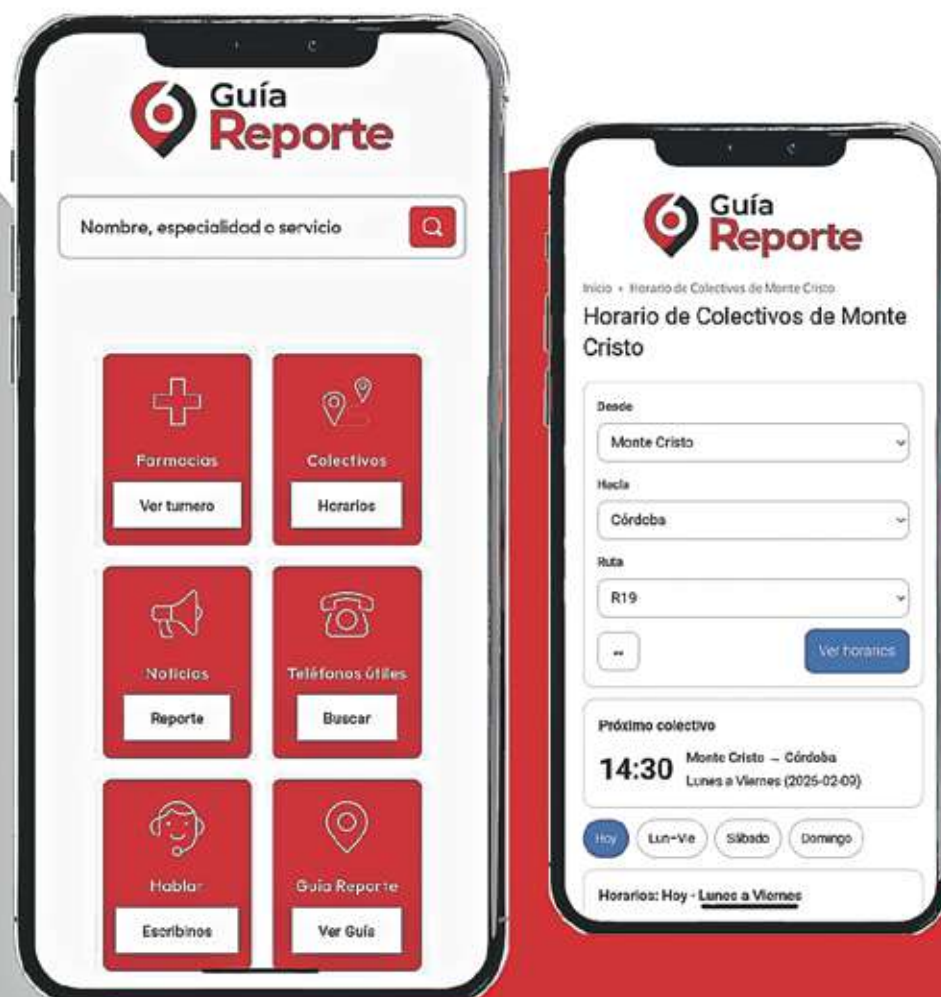 Guía
Reporte
Nombre, especialidad o servicio
Farmacias
Colectivos
Ver turnero
Horarios
Noticias
Teléfonos útiles
Reporte
Buscar
Hablar
Guía Reporte
Escribinos
Ver Guía
Guía
Reporte
Inicio • Horario de Colectivos de Monte Cristo
Horario de Colectivos de Monte
Cristo
Desde
Monte Cristo
Hacia
Córdoba
Ruta
R19
Ver horarios
Próximo colectivo
14:30
Monte Cristo → Córdoba
Lunes a Viernes (2026-02-09)
Hoy
Lun-Vie
Sábado
Domingo
Horarios: Hoy - Lunes a Viernes